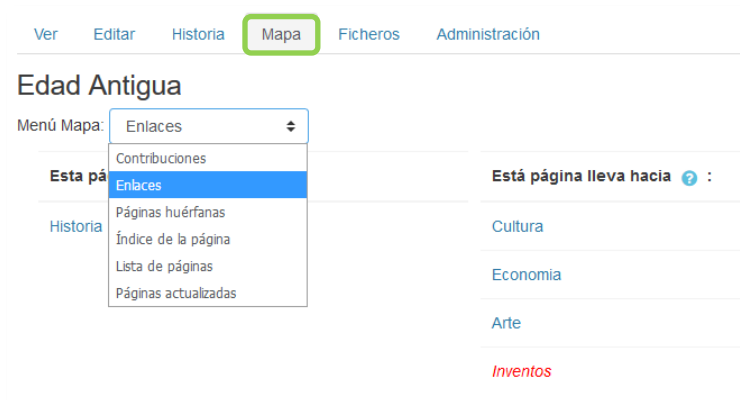 Ver Editar Historia Mapa Ficheros Administración
Edad Antigua
Menú Mapa: Enlaces
Contribuciones
Esta pá
Enlaces
Está página lleva hacia ? :
Páginas huérfanas
Historia
Cultura
Índice de la página
Lista de páginas
Economia
Páginas actualizadas
Arte
Inventos